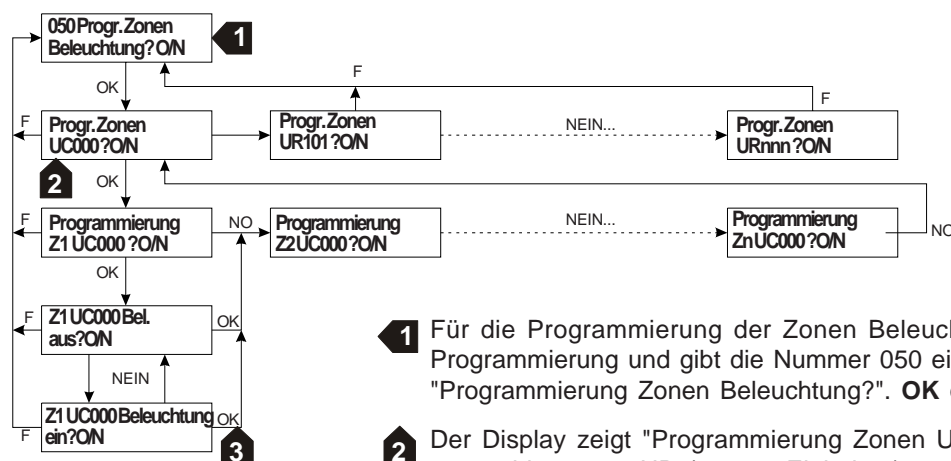 050 Progr. Zonen
Beleuchtung? O/N
1
OK
F
F
F
Progr. Zonen
UC000 ? O/N
Progr. Zonen
UR101 ? O/N
NEIN...
Progr. Zonen
URnnn ? O/N
2
OK
F
Programmierung
Z1 UC000 ? O/N
NO
Programmierung
Z2 UC000 ? O/N
NEIN...
Programmierung
Zn UC000 ? O/N
NO
OK
F
Z1 UC000 Bel.
aus? O/N
OK
NEIN
F
Z1 UC000 Beleuchtung
ein? O/N
OK
3
1 Für die Programmierung der Zonen
Programmierung und gibt die Nummer 050
"Programmierung Zonen Beleuchtung?". OK
2 Der Display zeigt "Programmierung Zonen